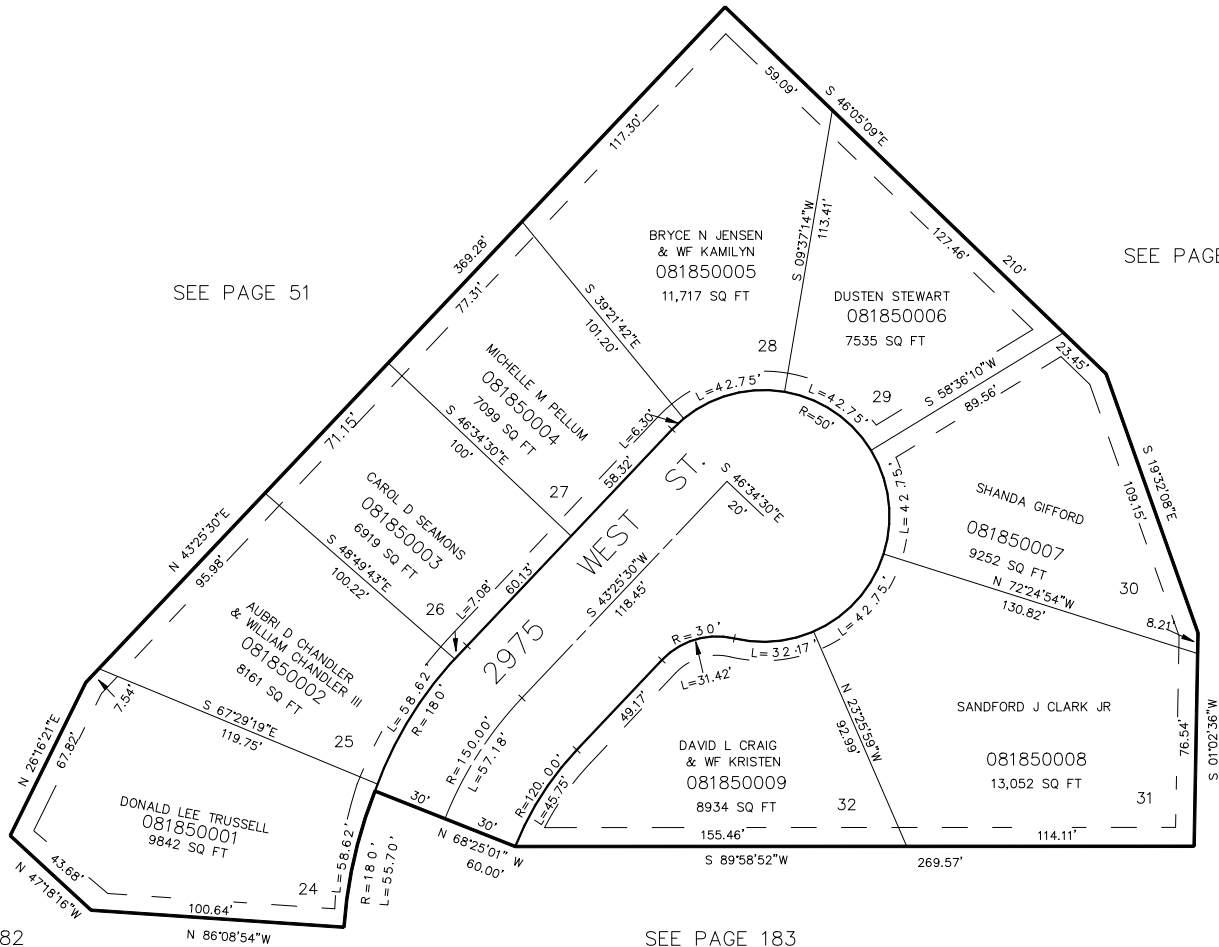 59.09'
S 46°05'09"E
117.30'
BRYCE N JENSEN
& WF KAMILYN
081850005
11,717 SQ FT
28
S 09°37'14"W
113.41'
127.46'
210'
SEE PAGE
369.28'
77.31'
SEE PAGE 51
S 39°21'42"E
101.20'
DUSTEN STEWART
081850006
7535 SQ FT
29
S 58°36'10"W
89.56'
23.45'
MICHELLE M PELLUM
081850004
7099 SQ FT
27
L=6.30'
L=42.75'
L=42.75'
R=50'
71.15'
S 46°34'30"E
100'
58.32'
CAROL D SEAMONS
081850003
6919 SQ FT
26
2975 WEST ST.
S 46°34'30"E
20'
S 43°25'30"W
118.45'
L=42.75'
SHANDA GIFFORD
081850007
9252 SQ FT
30
S 19°32'08"E
109.15'
N 43°25'30"E
95.98'
S 48°49'43"E
100.22'
L=7.08'
60.13'
N 72°24'54"W
130.82'
8.21'
L=42.75'
AUBRI D CHANDLER
& WILLIAM CHANDLER III
081850002
8161 SQ FT
25
L=58.62'
R=180'
R=30'
L=31.42'
L=32.17'
49.17'
N 23°25'59"W
92.99'
SANDFORD J CLARK JR
081850008
13,052 SQ FT
31
76.54'
S 01°02'36"W
7.54'
S 67°29'19"E
119.75'
N 26°16'21"E
67.82'
R=150.00'
L=57.18'
R=120.00'
L=45.75'
DAVID L CRAIG
& WF KRISTEN
081850009
8934 SQ FT
32
DONALD LEE TRUSSELL
081850001
9842 SQ FT
24
L=58.62'
R=180'
L=55.70'
30'
30'
N 68°25'01" W
60.00'
155.46'
114.11'
S 89°58'52"W
269.57'
43.68'
N 47°18'16"W
100.64'
N 86°08'54"W
82
SEE PAGE 183